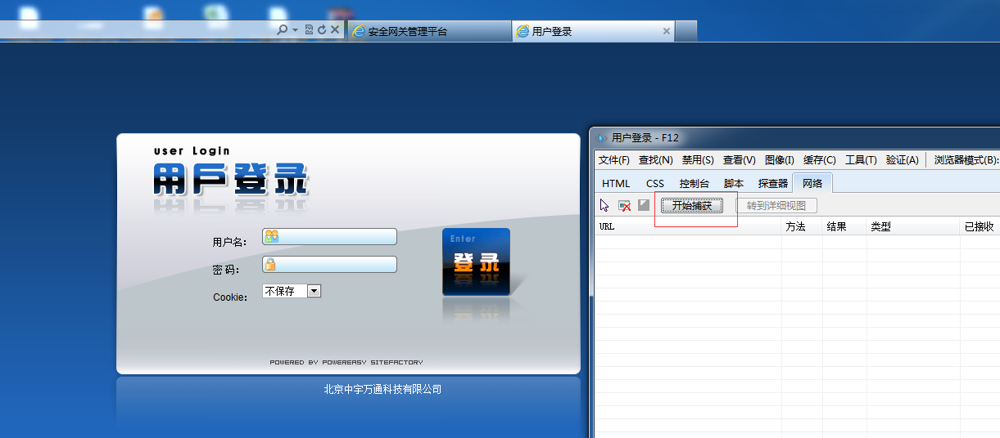 安全网关管理平台
用户登录
user Login
用戶登录
用户名：
密 码：
Cookie：
不保存
Enter
登录
POWERED BY POWEREASY SITEFACTORY
北京中宇万通科技有限公司
用户登录 - F12
文件(F) 查找(N) 禁用(S) 查看(V) 图像(I) 缓存(C) 工具(T) 验证(A) 浏览器模式(B):
HTML CSS 控制台 脚本 探查器 网络
开始捕获 转到详细视图
URL 方法 结果 类型 已接收